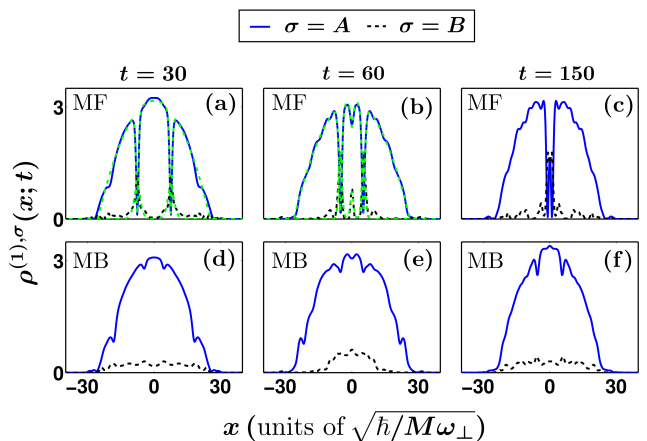 σ = A σ = B
t = 30 t = 60 t = 150
MF (a) MF (b) MF (c)
3
0
MB (d) MB (e) MB (f)
3
0
−30 0 30 −30 0 30 −30 0 30
ρ^{(1),σ}(x; t)
x (units of √ħ/Mω⊥)